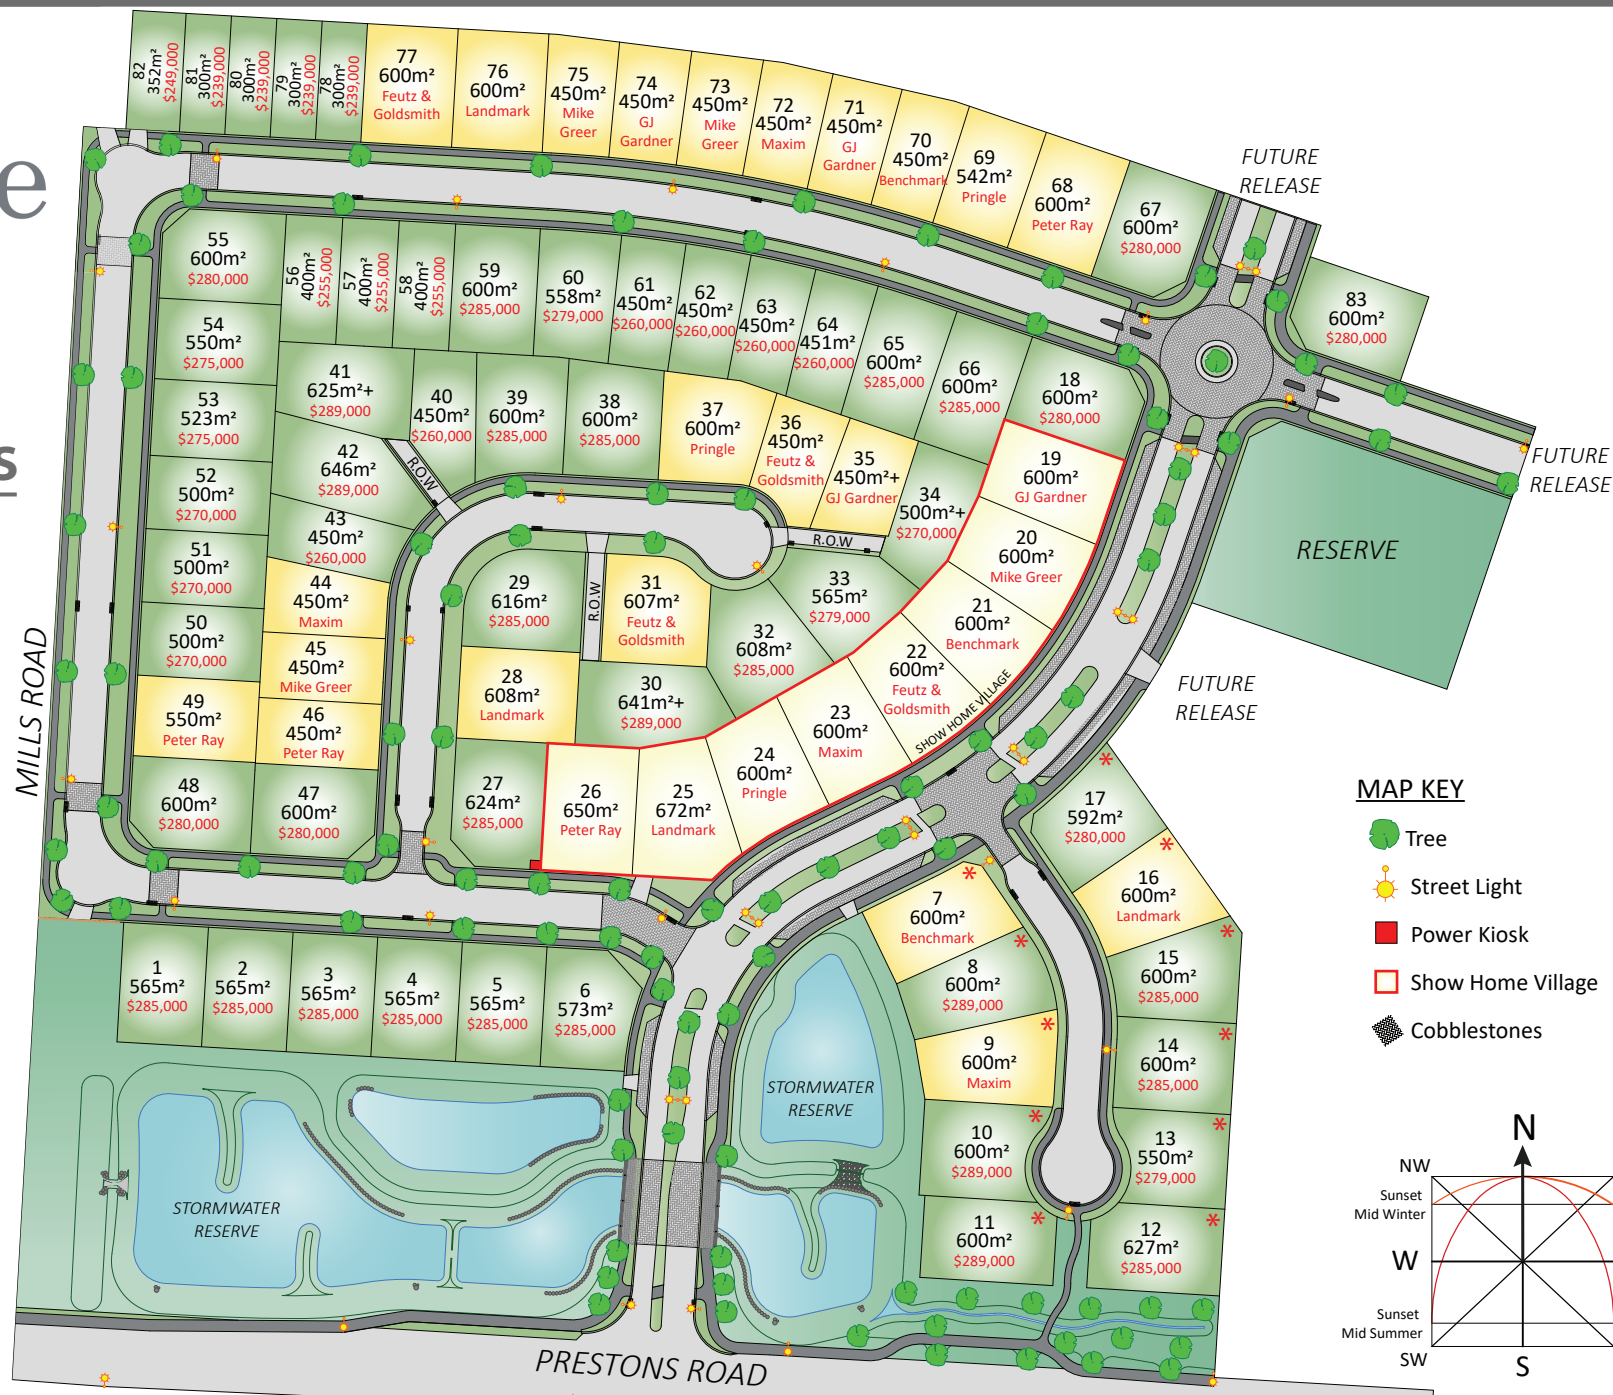 e
s
82
352m²
$249,000
81
300m²
$239,000
80
300m²
$239,000
79
300m²
$239,000
78
300m²
$239,000
77
600m²
Feutz &
Goldsmith
76
600m²
Landmark
75
450m²
Mike
Greer
74
450m²
GJ
Gardner
73
450m²
Mike
Greer
72
450m²
Maxim
71
450m²
GJ
Gardner
70
450m²
Benchmark
69
542m²
Pringle
68
600m²
Peter Ray
67
600m²
$280,000
FUTURE
RELEASE
83
600m²
$280,000
55
600m²
$280,000
56
400m²
$255,000
57
400m²
$255,000
58
400m²
$255,000
59
600m²
$285,000
60
558m²
$279,000
61
450m²
$260,000
62
450m²
$260,000
63
450m²
$260,000
64
451m²
$260,000
65
600m²
$285,000
66
600m²
$285,000
18
600m²
$280,000
54
550m²
$275,000
53
523m²
$275,000
52
500m²
$270,000
51
500m²
$270,000
50
500m²
$270,000
49
550m²
Peter Ray
48
600m²
$280,000
41
625m²+
$289,000
42
646m²
$289,000
43
450m²
$260,000
44
450m²
Maxim
45
450m²
Mike Greer
46
450m²
Peter Ray
47
600m²
$280,000
40
450m²
$260,000
39
600m²
$285,000
38
600m²
$285,000
37
600m²
Pringle
36
450m²
Feutz &
Goldsmith
35
450m²+
GJ Gardner
34
500m²+
$270,000
R.O.W
R.O.W
R.O.W
33
565m²
$279,000
32
608m²
$285,000
31
607m²
Feutz &
Goldsmith
30
641m²+
$289,000
29
616m²
$285,000
28
608m²
Landmark
27
624m²
$285,000
19
600m²
GJ Gardner
20
600m²
Mike Greer
21
600m²
Benchmark
22
600m²
Feutz &
Goldsmith
23
600m²
Maxim
24
600m²
Pringle
25
672m²
Landmark
26
650m²
Peter Ray
SHOW HOME VILLAGE
FUTURE
RELEASE
RESERVE
FUTURE
RELEASE
MILLS ROAD
17
592m²
$280,000
*
16
600m²
Landmark
*
15
600m²
$285,000
*
14
600m²
$285,000
*
13
550m²
$279,000
*
12
627m²
$285,000
*
7
600m²
Benchmark
*
8
600m²
$289,000
*
9
600m²
Maxim
*
10
600m²
$289,000
*
11
600m²
$289,000
*
1
565m²
$285,000
2
565m²
$285,000
3
565m²
$285,000
4
565m²
$285,000
5
565m²
$285,000
6
573m²
$285,000
STORMWATER
RESERVE
STORMWATER
RESERVE
PRESTONS ROAD
MAP KEY
Tree
Street Light
Power Kiosk
Show Home Village
Cobblestones
N
NW
Sunset
Mid Winter
W
Sunset
Mid Summer
SW
S